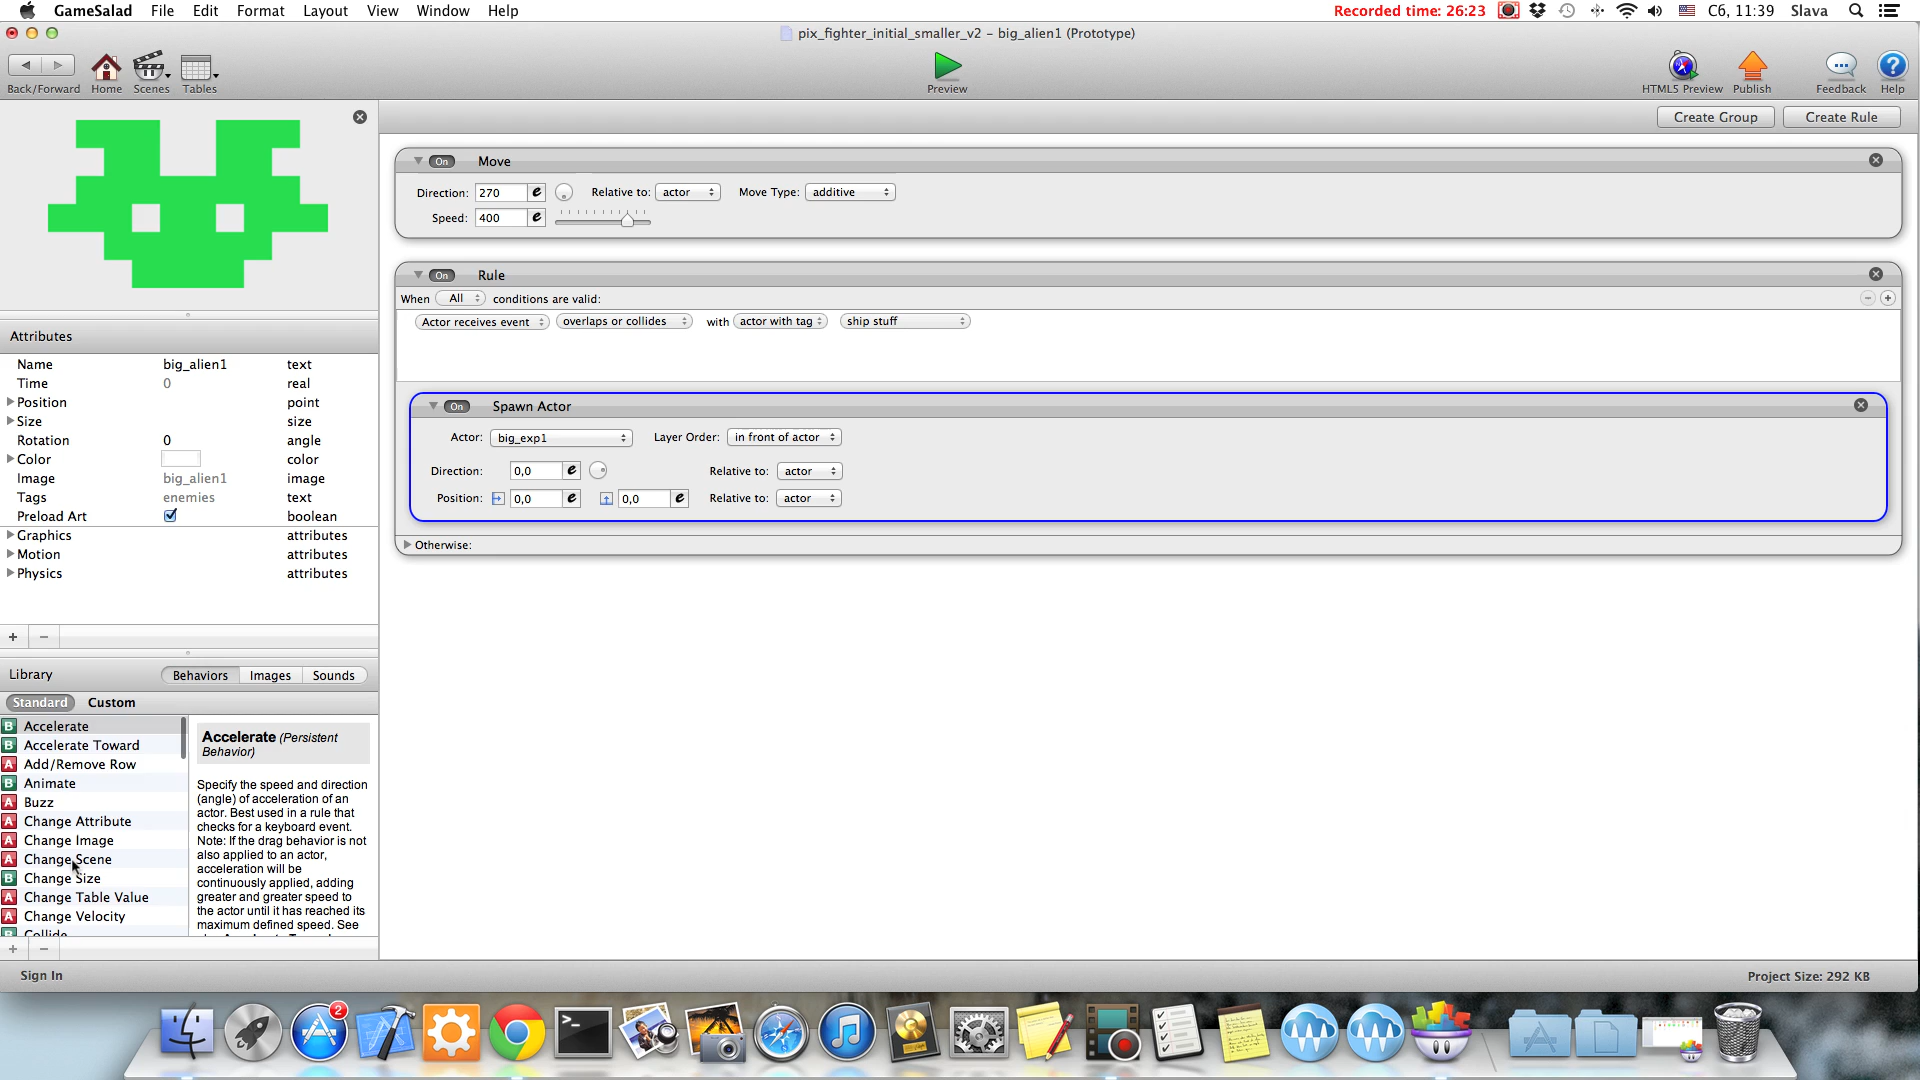 GameSalad File Edit Format Layout View Window Help Recorded time: 26:23 C6, 11:39 Slava
pix_fighter_initial_smaller_v2 – big_alien1 (Prototype)
Back/Forward Home Scenes Tables Preview HTML5 Preview Publish Feedback Help
Create Group Create Rule
On Move
Direction: 270 e Relative to: actor Move Type: additive
Speed: 400 e
On Rule
When All conditions are valid:
Actor receives event overlaps or collides with actor with tag ship stuff
On Spawn Actor
Actor: big_exp1 Layer Order: in front of actor
Direction: 0,0 e Relative to: actor
Position: 0,0 e 0,0 e Relative to: actor
Otherwise:
Attributes
Name big_alien1 text
Time 0 real
Position point
Size size
Rotation 0 angle
Color color
Image big_alien1 image
Tags enemies text
Preload Art boolean
Graphics attributes
Motion attributes
Physics attributes
+ −
Library Behaviors Images Sounds
Standard Custom
B Accelerate
B Accelerate Toward
A Add/Remove Row
B Animate
A Buzz
A Change Attribute
A Change Image
A Change Scene
B Change Size
A Change Table Value
A Change Velocity
B Collide
Accelerate (Persistent
Behavior)
Specify the speed and direction
(angle) of acceleration of an
actor. Best used in a rule that
checks for a keyboard event.
Note: If the drag behavior is not
also applied to an actor,
acceleration will be
continuously applied, adding
greater and greater speed to
the actor until it has reached its
maximum defined speed. See
+ −
Sign In Project Size: 292 KB
2